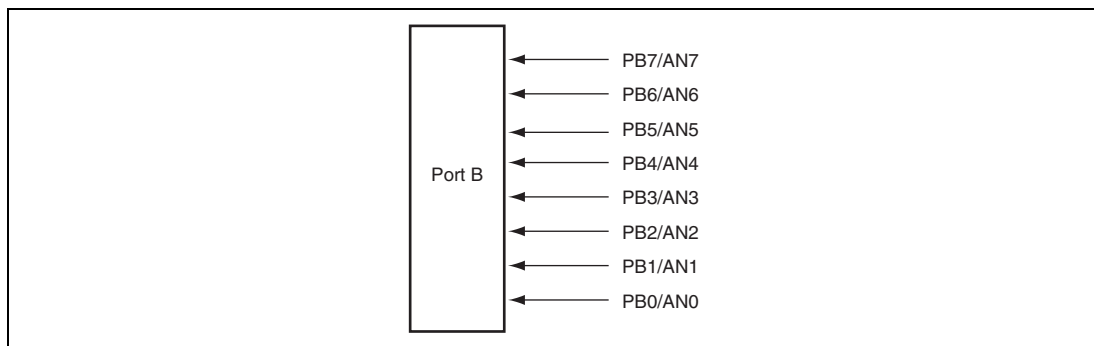 PB7/AN7
PB6/AN6
PB5/AN5
PB4/AN4
Port B
PB3/AN3
PB2/AN2
PB1/AN1
PB0/AN0